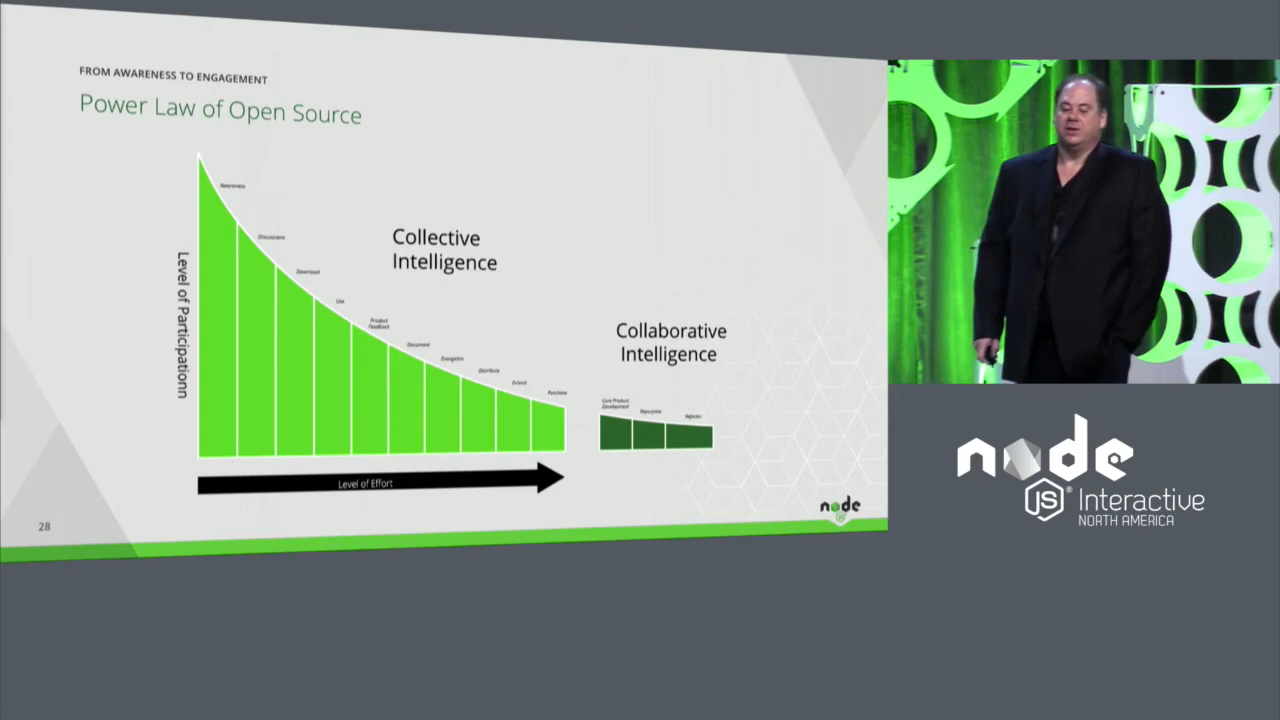 FROM AWARENESS TO ENGAGEMENT
Power Law of Open Source
Level of Participationn
Awareness
Discussions
Download
Use
Product
Feedback
Document
Evangelize
Distribute
Extend
Purchase
Collective
Intelligence
Collaborative
Intelligence
Core Product
Development
Repurpose
Refactor
Level of Effort
28
node
JS
node
JS® Interactive
NORTH AMERICA